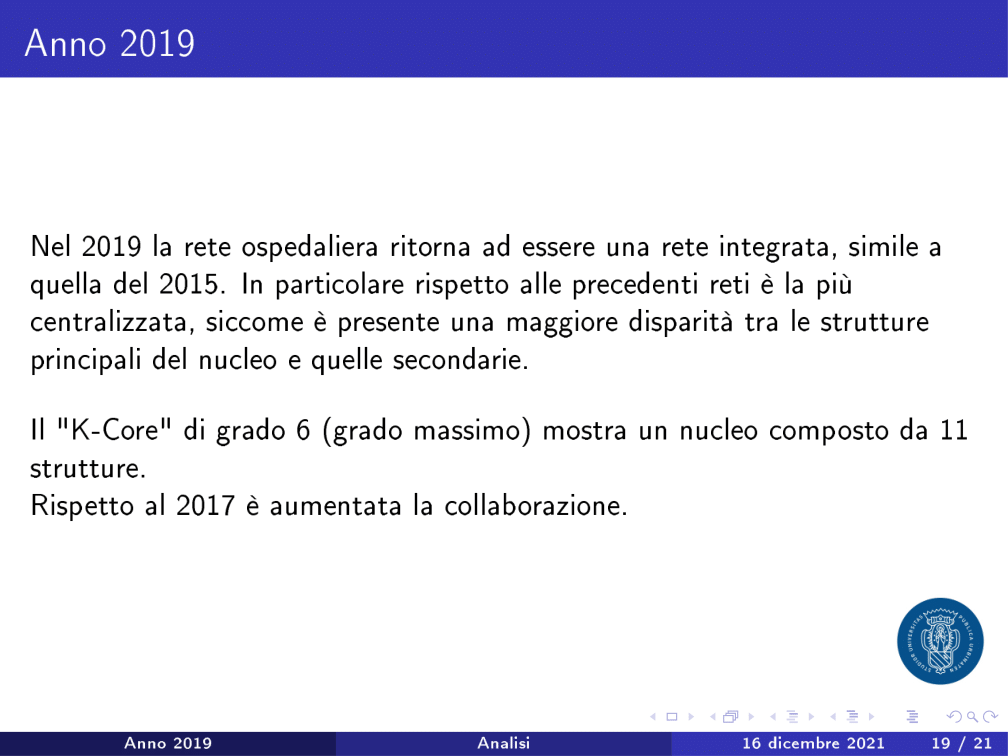 Anno 2019
Nel 2019 la rete ospedaliera ritorna ad essere una rete integrata, simile a
quella del 2015. In particolare rispetto alle precedenti reti è la più
centralizzata, siccome è presente una maggiore disparità tra le strutture
principali del nucleo e quelle secondarie.
Il "K-Core" di grado 6 (grado massimo) mostra un nucleo composto da 11
strutture.
Rispetto al 2017 è aumentata la collaborazione.
Anno 2019
Analisi
16 dicembre 2021
19 / 21